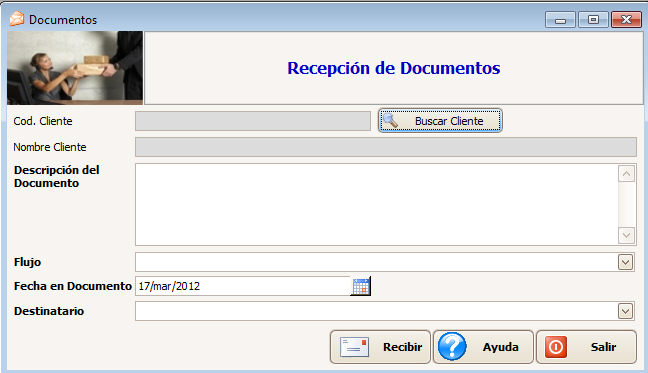 Documentos
Recepción de Documentos
Cod. Cliente
Buscar Cliente
Nombre Cliente
Descripción del
Documento
Flujo
Fecha en Documento 17/mar/2012
Destinatario
Recibir Ayuda Salir